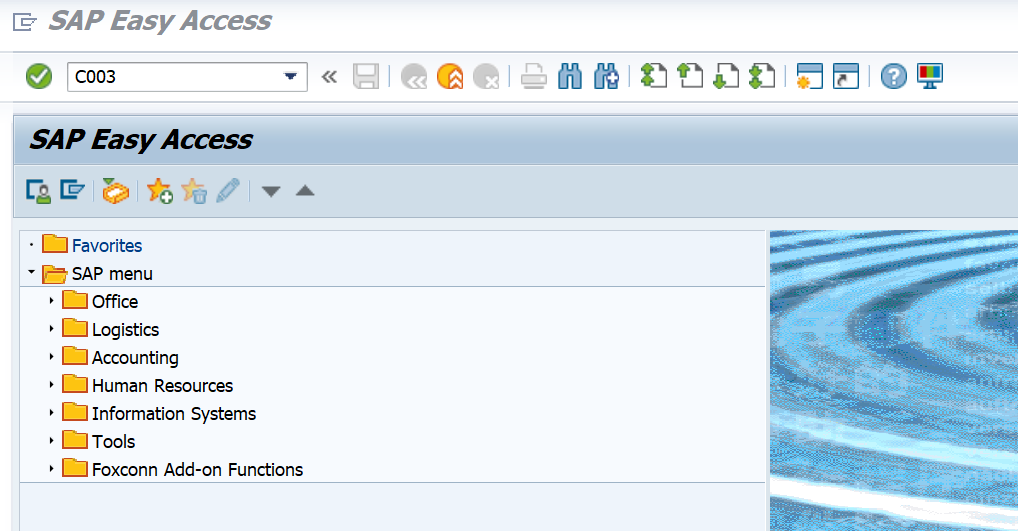 SAP Easy Access
C003
SAP Easy Access
Favorites
SAP menu
Office
Logistics
Accounting
Human Resources
Information Systems
Tools
Foxconn Add-on Functions